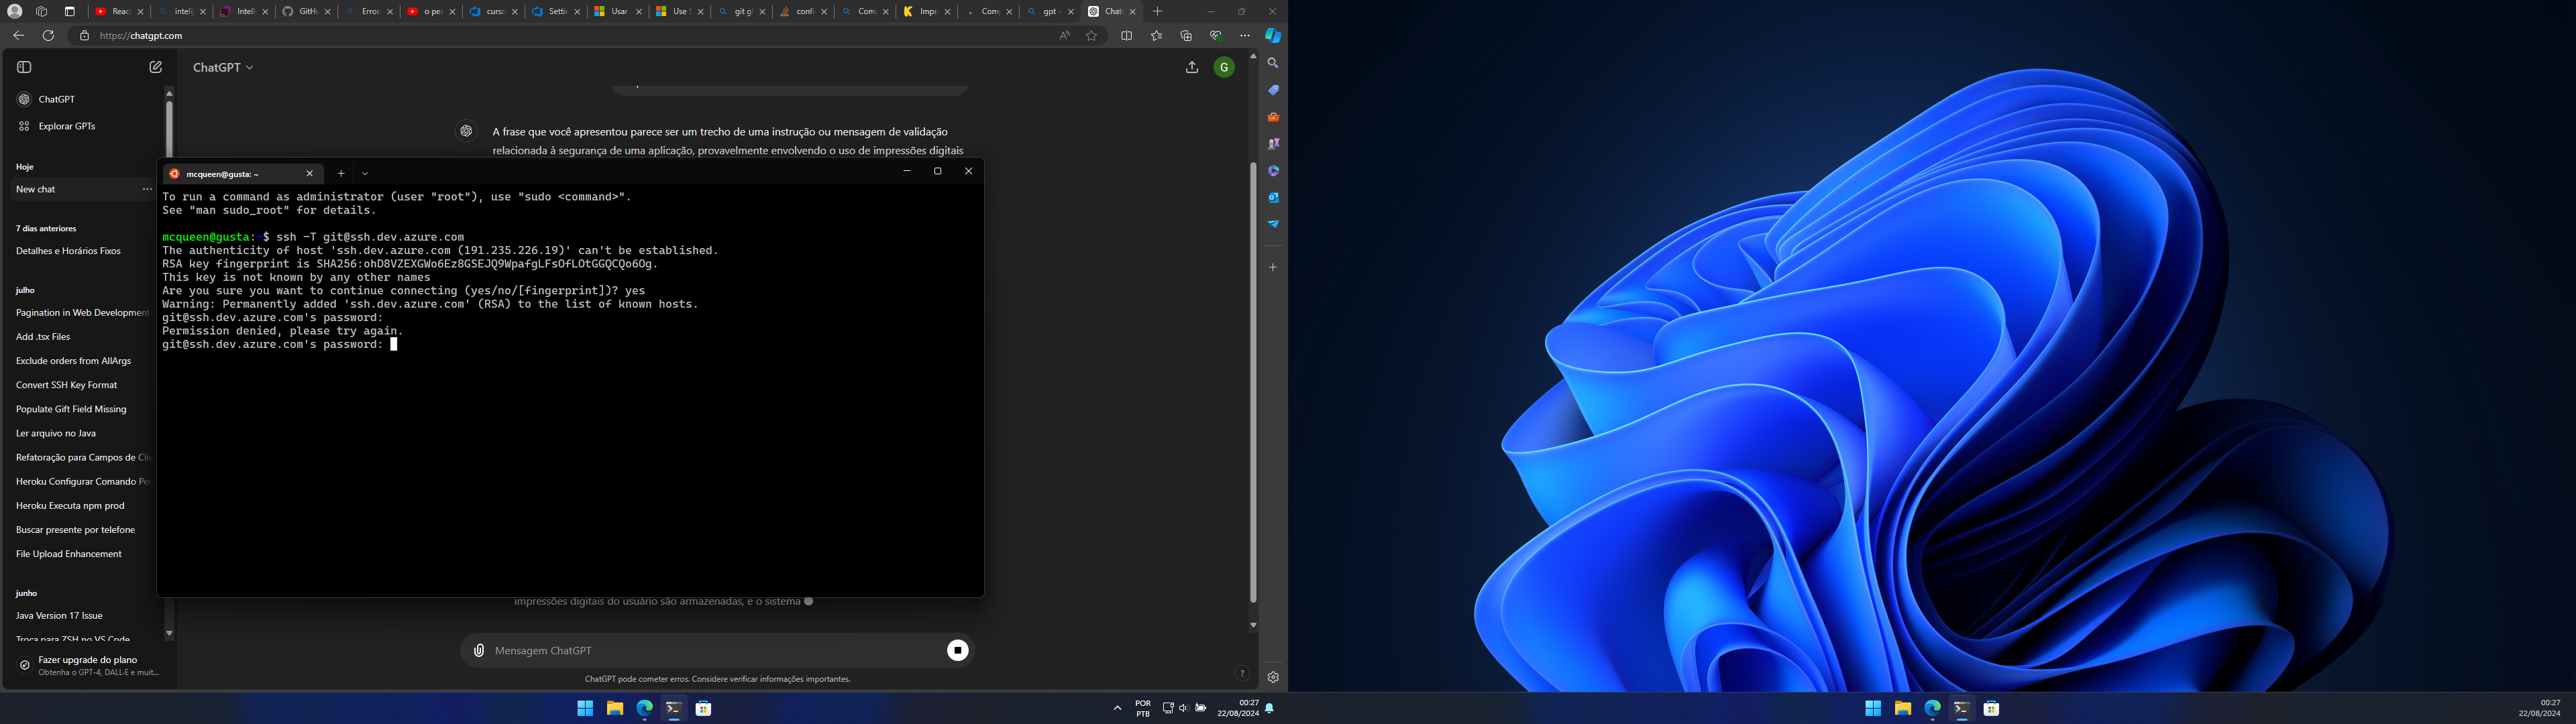 React
intelij
Intelli
GitHu
Error:
o pes
curso
Settin
Usar
Use S
git gl
confi
Comp
Impre
Comp
gpt -
Chat
https://chatgpt.com
ChatGPT
G
ChatGPT
Explorar GPTs
Hoje
New chat
7 dias anteriores
Detalhes e Horários Fixos
julho
Pagination in Web Development
Add .tsx Files
Exclude orders from AllArgs
Convert SSH Key Format
Populate Gift Field Missing
Ler arquivo no Java
Refatoração para Campos de Clie
Heroku Configurar Comando Per
Heroku Executa npm prod
Buscar presente por telefone
File Upload Enhancement
junho
Java Version 17 Issue
Troca para ZSH no VS Code
Fazer upgrade do plano
Obtenha o GPT-4, DALL·E e muit...
A frase que você apresentou parece ser um trecho de uma instrução ou mensagem de validação
relacionada à segurança de uma aplicação, provavelmente envolvendo o uso de impressões digitais
mcqueen@gusta: ~
To run a command as administrator (user "root"), use "sudo <command>".
See "man sudo_root" for details.
mcqueen@gusta:~$ ssh -T git@ssh.dev.azure.com
The authenticity of host 'ssh.dev.azure.com (191.235.226.19)' can't be established.
RSA key fingerprint is SHA256:ohD8VZEXGWo6Ez8GSEJQ9WpafgLFsOfLOtGGQCQo6Og.
This key is not known by any other names
Are you sure you want to continue connecting (yes/no/[fingerprint])? yes
Warning: Permanently added 'ssh.dev.azure.com' (RSA) to the list of known hosts.
git@ssh.dev.azure.com's password:
Permission denied, please try again.
git@ssh.dev.azure.com's password:
impressões digitais do usuário são armazenadas, e o sistema
Mensagem ChatGPT
ChatGPT pode cometer erros. Considere verificar informações importantes.
?
POR
PTB
00:27
22/08/2024
00:27
22/08/2024